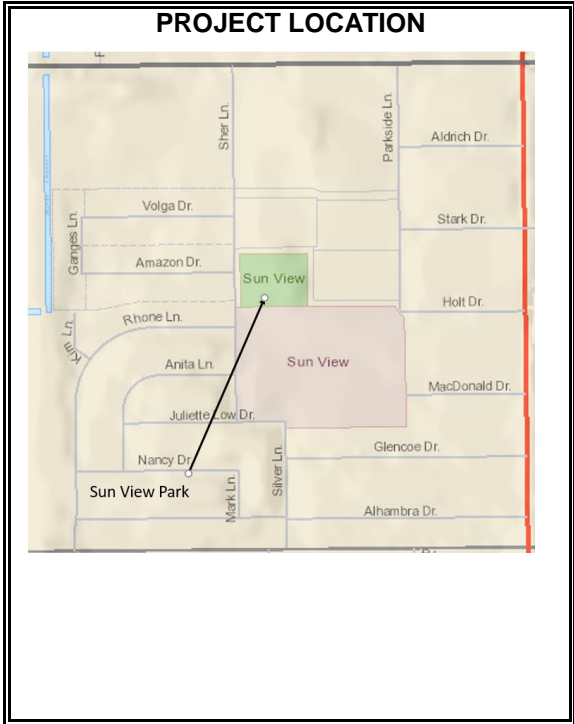 PROJECT LOCATION
Sher Ln.
Parkside Ln.
Aldrich Dr.
Volga Dr.
Stark Dr.
Ganges Ln.
Amazon Dr.
Sun View
Holt Dr.
Rhone Ln.
Kim Ln.
Anita Ln.
Sun View
MacDonald Dr.
Juliette Low Dr.
Glencoe Dr.
Nancy Dr.
Silver Ln.
Sun View Park
Mark Ln.
Alhambra Dr.